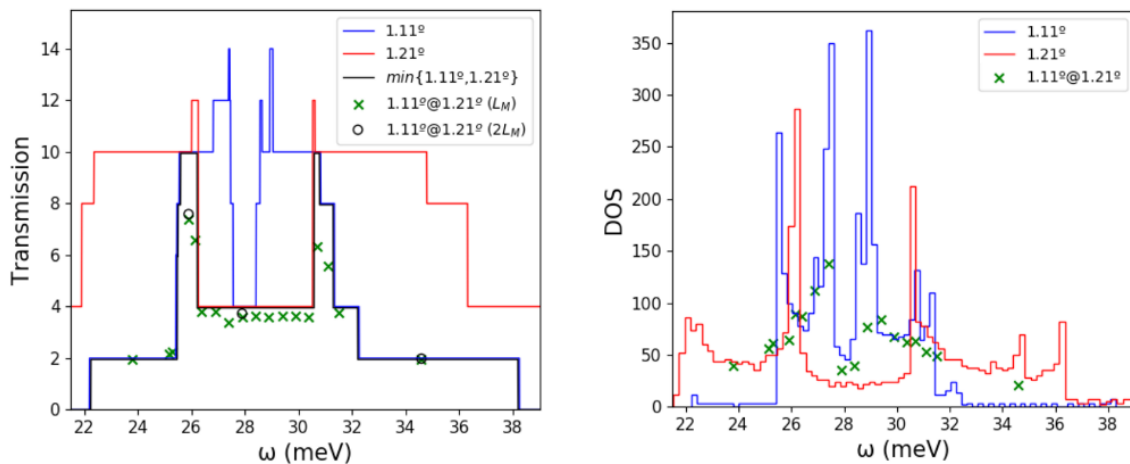 14
12
10
8
6
4
2
0
Transmission
22 24 26 28 30 32 34 36 38
ω (meV)
1.11º
1.21º
min{1.11º,1.21º}
1.11º@1.21º (L_M)
1.11º@1.21º (2L_M)
350
300
250
200
150
100
50
0
DOS
22 24 26 28 30 32 34 36 38
ω (meV)
1.11º
1.21º
1.11º@1.21º